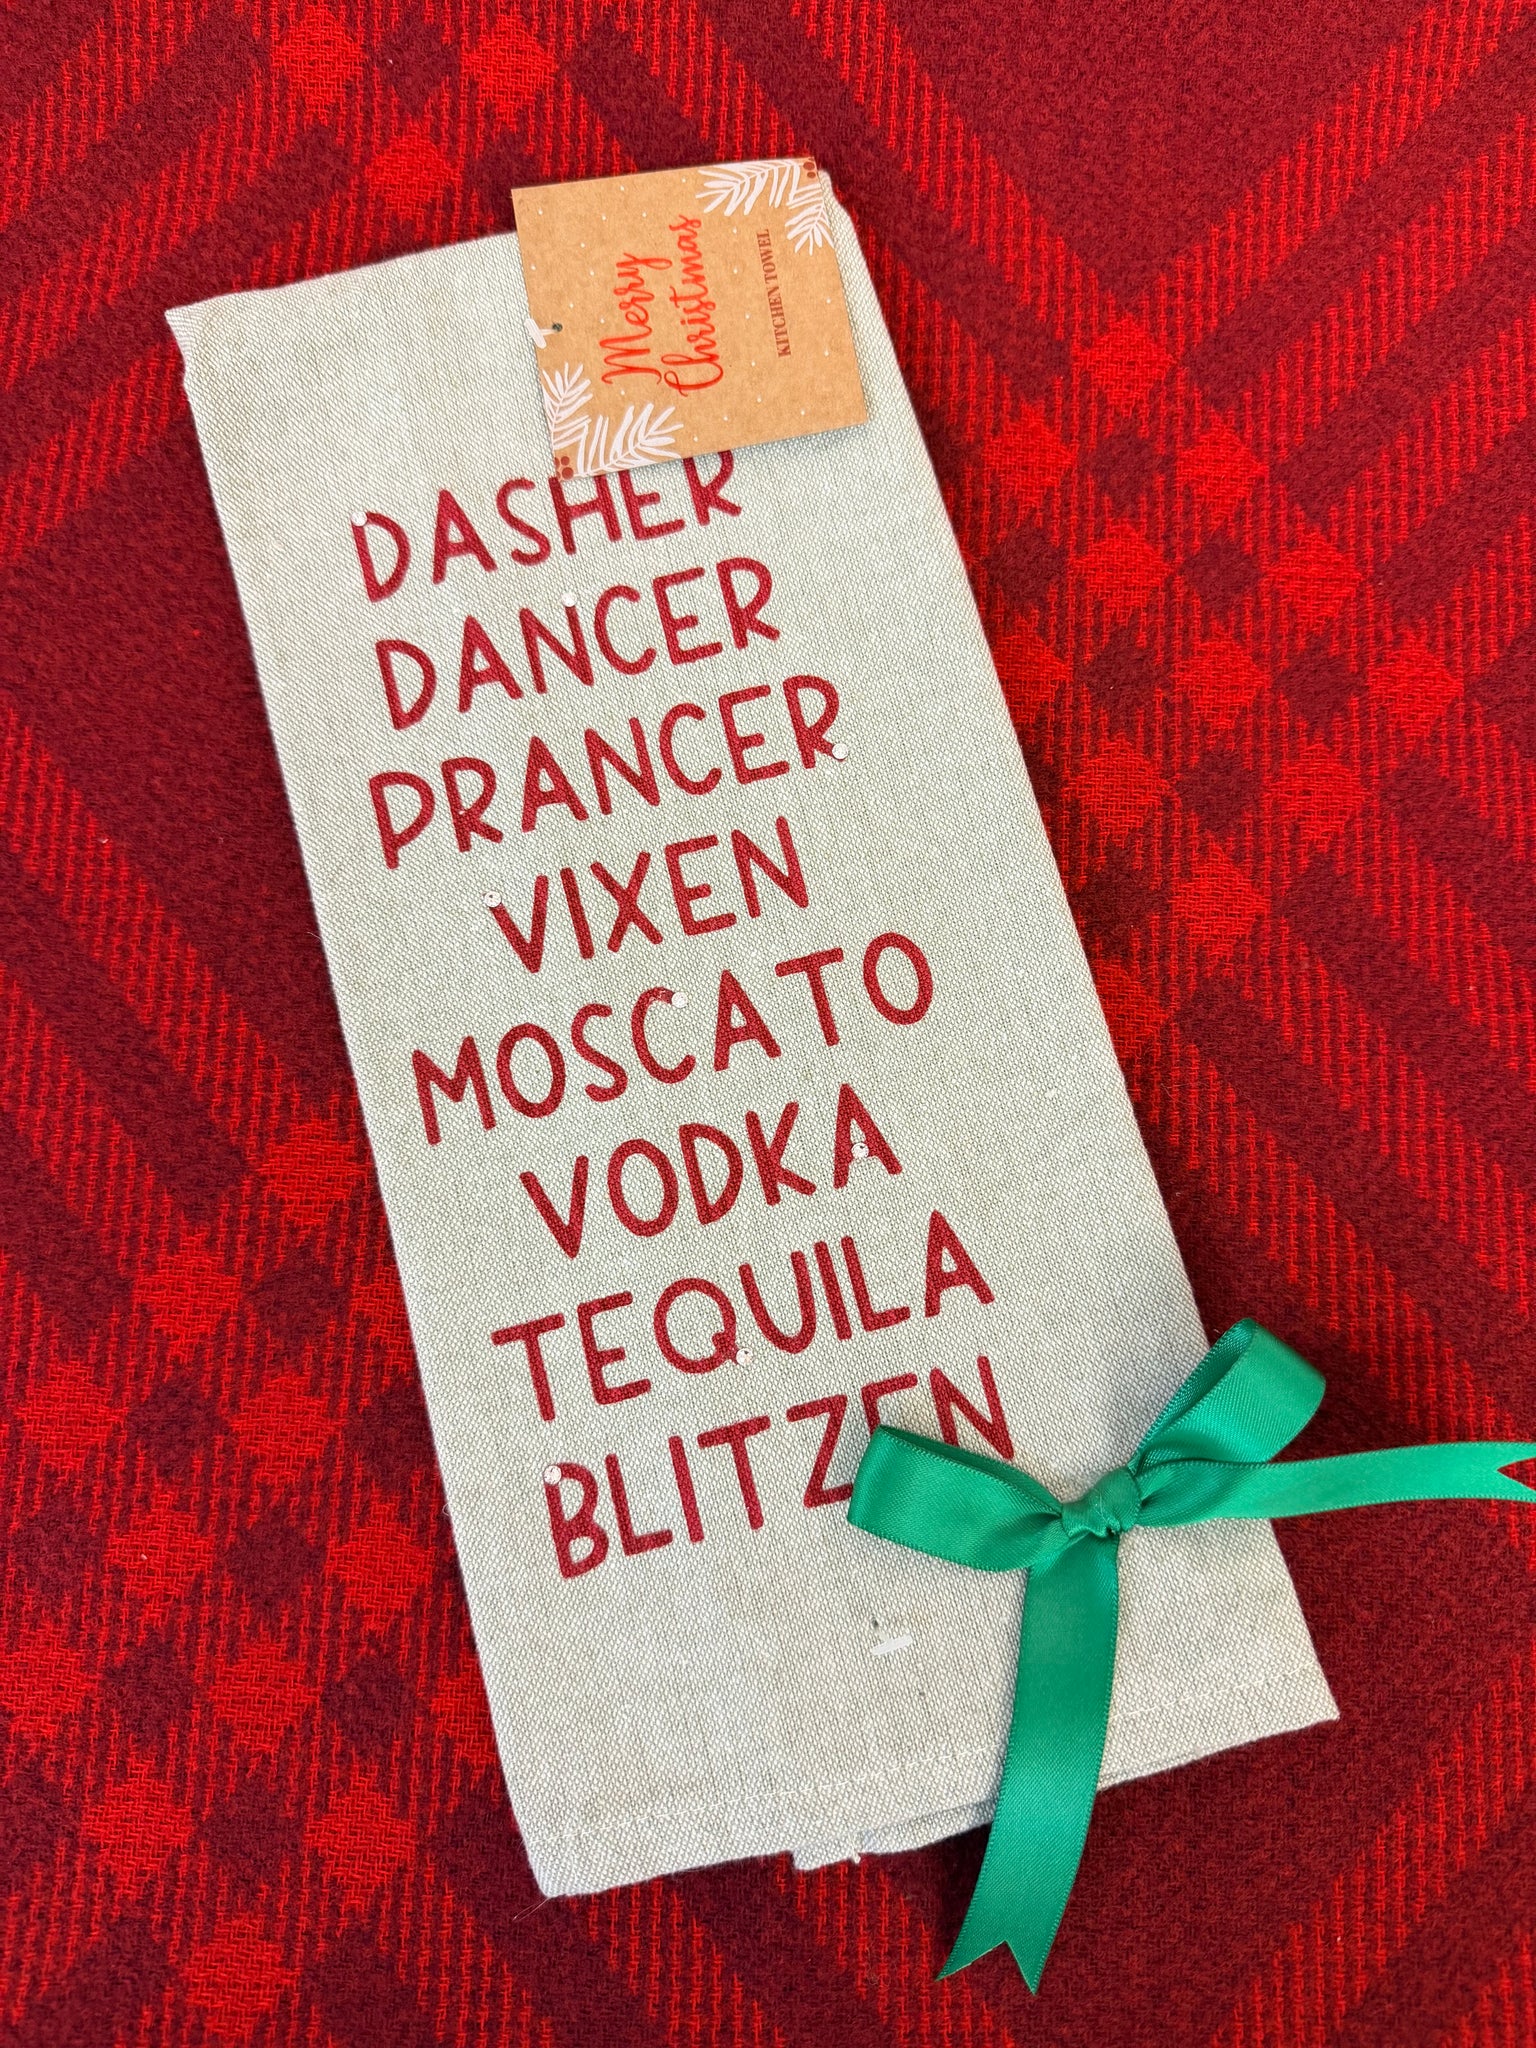 Merry
Christmas
KITCHEN TOWEL
DASHER
DANCER
PRANCER
VIXEN
MOSCATO
VODKA
TEQUILA
BLITZEN